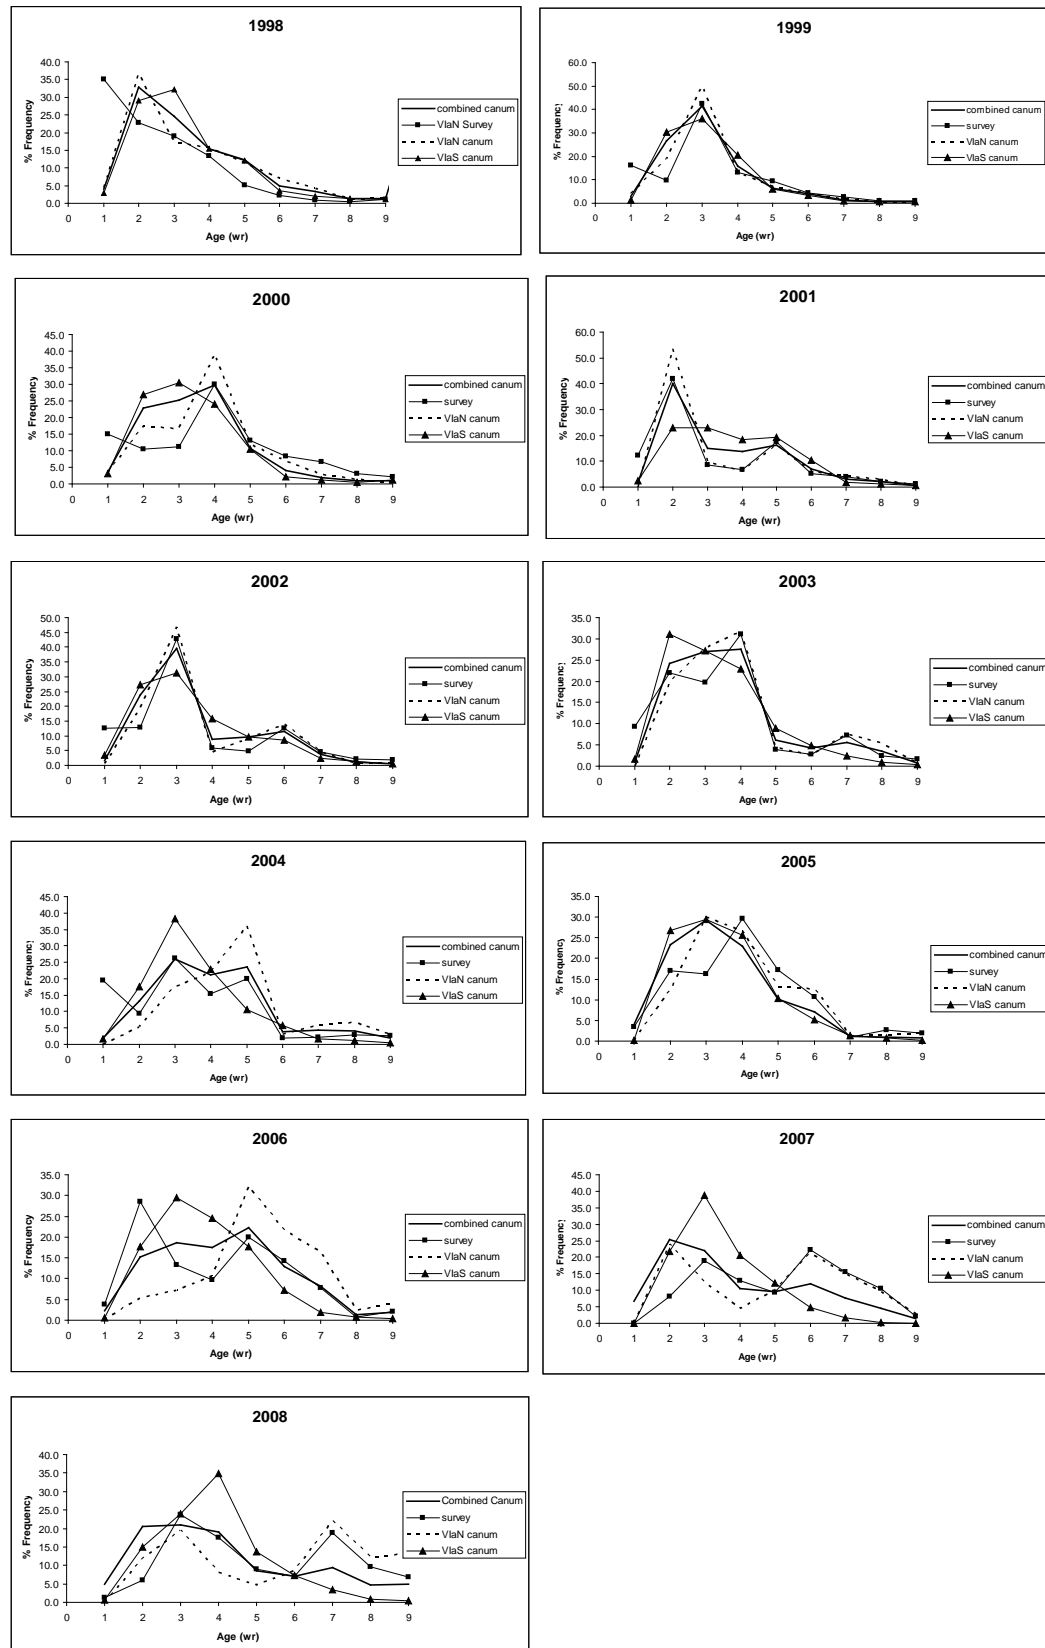 1998
40.0
35.0
30.0
25.0
20.0
15.0
10.0
5.0
0.0
% Frequency
0 1 2 3 4 5 6 7 8 9
Age (wr)
combined canum
VIaN Survey
VIaN canum
VIaS canum
1999
60.0
50.0
40.0
30.0
20.0
10.0
0.0
% Frequency
0 1 2 3 4 5 6 7 8 9
Age (wr)
combined canum
survey
VIaN canum
VIaS canum
2000
45.0
40.0
35.0
30.0
25.0
20.0
15.0
10.0
5.0
0.0
% Frequency
0 1 2 3 4 5 6 7 8 9
Age (wr)
combined canum
survey
VIaN canum
VIaS canum
2001
60.0
50.0
40.0
30.0
20.0
10.0
0.0
% Frequency
0 1 2 3 4 5 6 7 8 9
Age (wr)
combined canum
survey
VIaN canum
VIaS canum
2002
50.0
45.0
40.0
35.0
30.0
25.0
20.0
15.0
10.0
5.0
0.0
% Frequency
0 1 2 3 4 5 6 7 8 9
Age (wr)
combined canum
survey
VIaN canum
VIaS canum
2003
35.0
30.0
25.0
20.0
15.0
10.0
5.0
0.0
% Frequency
0 1 2 3 4 5 6 7 8 9
Age (wr)
combined canum
survey
VIaN canum
VIaS canum
2004
45.0
40.0
35.0
30.0
25.0
20.0
15.0
10.0
5.0
0.0
% Frequency
0 1 2 3 4 5 6 7 8 9
Age (wr)
combined canum
survey
VIaN canum
VIaS canum
2005
35.0
30.0
25.0
20.0
15.0
10.0
5.0
0.0
% Frequency
0 1 2 3 4 5 6 7 8 9
Age (wr)
combined canum
survey
VIaN canum
VIaS canum
2006
35.0
30.0
25.0
20.0
15.0
10.0
5.0
0.0
% Frequency
0 1 2 3 4 5 6 7 8 9
Age (wr)
combined canum
survey
VIaN canum
VIaS canum
2007
45.0
40.0
35.0
30.0
25.0
20.0
15.0
10.0
5.0
0.0
% Frequency
0 1 2 3 4 5 6 7 8 9
Age (wr)
combined canum
survey
VIaN canum
VIaS canum
2008
40.0
35.0
30.0
25.0
20.0
15.0
10.0
5.0
0.0
% Frequency
0 1 2 3 4 5 6 7 8 9
Age (wr)
Combined Canum
survey
VIaN canum
VIaS canum